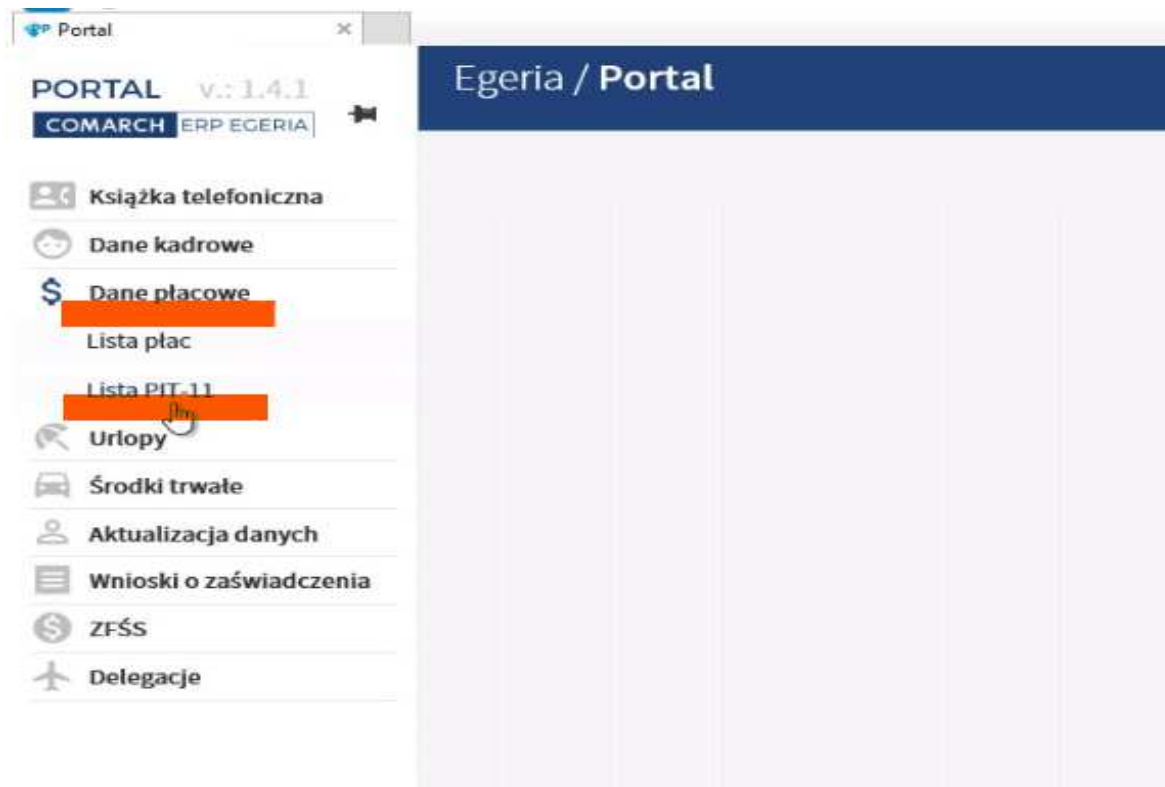 Portal
PORTAL v.: 1.4.1
COMARCH ERP EGERIA
Egeria / Portal
Książka telefoniczna
Dane kadrowe
Dane płacowe
Lista płac
Lista PIT-11
Urlopy
Środki trwałe
Aktualizacja danych
Wnioski o zaświadczenia
ZFŚS
Delegacje